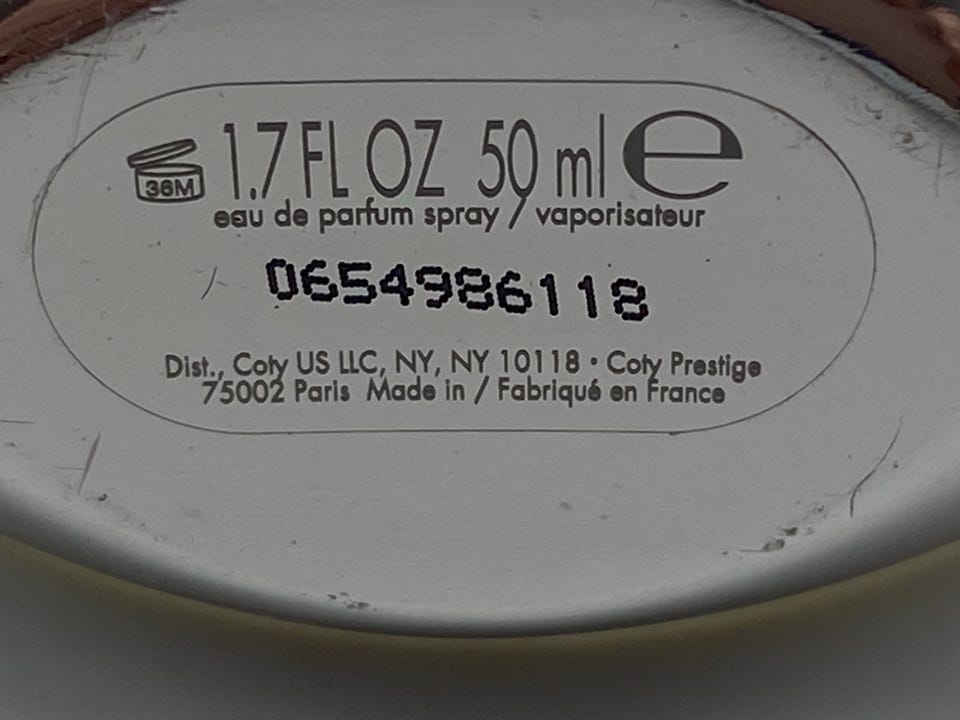 36M 1.7 FL OZ 50 ml e
eau de parfum spray / vaporisateur
0654986118
Dist., Coty US LLC, NY, NY 10118 · Coty Prestige
75002 Paris Made in / Fabriqué en France